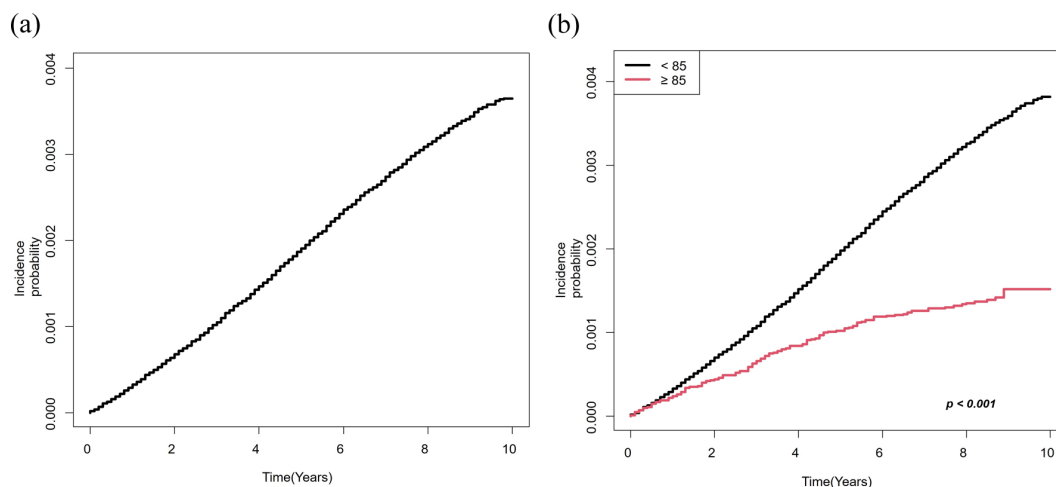 (a)
0.004
0.003
0.002
0.001
0.000
Incidence
probability
0 2 4 6 8 10
Time(Years)
(b)
< 85
≥ 85
0.004
0.003
0.002
0.001
0.000
Incidence
probability
p < 0.001
0 2 4 6 8 10
Time(Years)